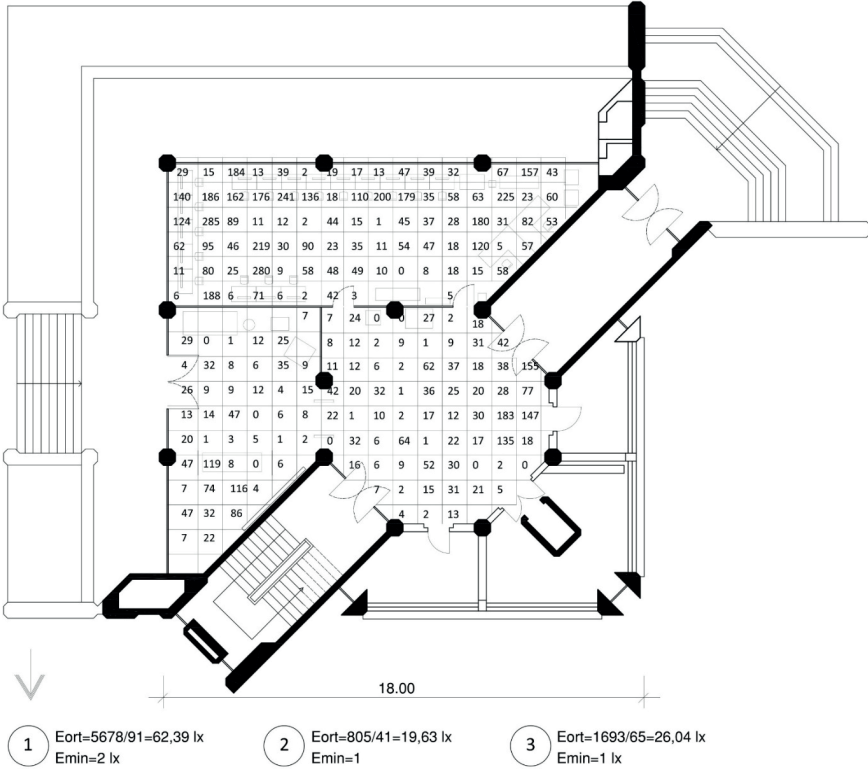 29 15 184 13 39 2 19 17 13 47 39 32 67 157 43
140 186 162 176 241 136 18 110 200 179 35 58 63 225 23 60
124 285 89 11 12 2 44 15 1 45 37 28 180 31 82 53
62 95 46 219 30 90 23 35 11 54 47 18 120 5 57
11 80 25 280 9 58 48 49 10 0 8 18 15 58
6 188 6 71 6 2 42 3 5
7 7 24 0 0 27 2 18
29 0 1 12 25 8 12 2 9 1 9 31 42
4 32 8 6 35 9 11 12 6 2 62 37 18 38 155
26 9 9 12 4 15 42 20 32 1 36 25 20 28 77
13 14 47 0 6 8 22 1 10 2 17 12 30 183 147
20 1 3 5 1 2 0 32 6 64 1 22 17 135 18
47 119 8 0 6 16 6 9 52 30 0 2 0
7 74 116 4 7 2 15 31 21 5
47 32 86 4 2 13
7 22
18.00
1 Eort=5678/91=62,39 lx
Emin=2 lx
2 Eort=805/41=19,63 lx
Emin=1
3 Eort=1693/65=26,04 lx
Emin=1 lx